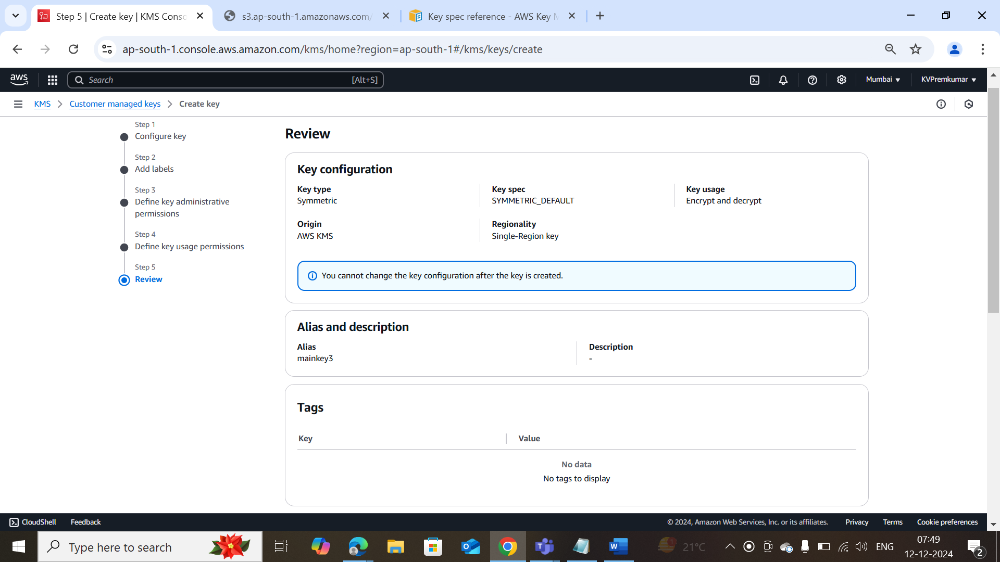 Step 5 | Create key | KMS Conso
s3.ap-south-1.amazonaws.com/
Key spec reference - AWS Key M
ap-south-1.console.aws.amazon.com/kms/home?region=ap-south-1#/kms/keys/create
aws
Search
[Alt+S]
Mumbai
KVPremkumar
KMS
Customer managed keys
Create key
Step 1
Configure key
Step 2
Add labels
Step 3
Define key administrative
permissions
Step 4
Define key usage permissions
Step 5
Review
Review
Key configuration
Key type
Symmetric
Key spec
SYMMETRIC_DEFAULT
Key usage
Encrypt and decrypt
Origin
AWS KMS
Regionality
Single-Region key
You cannot change the key configuration after the key is created.
Alias and description
Alias
mainkey3
Description
-
Tags
Key
Value
No data
No tags to display
CloudShell
Feedback
© 2024, Amazon Web Services, Inc. or its affiliates.
Privacy
Terms
Cookie preferences
Type here to search
1
21°C
ENG
07:49
12-12-2024
2